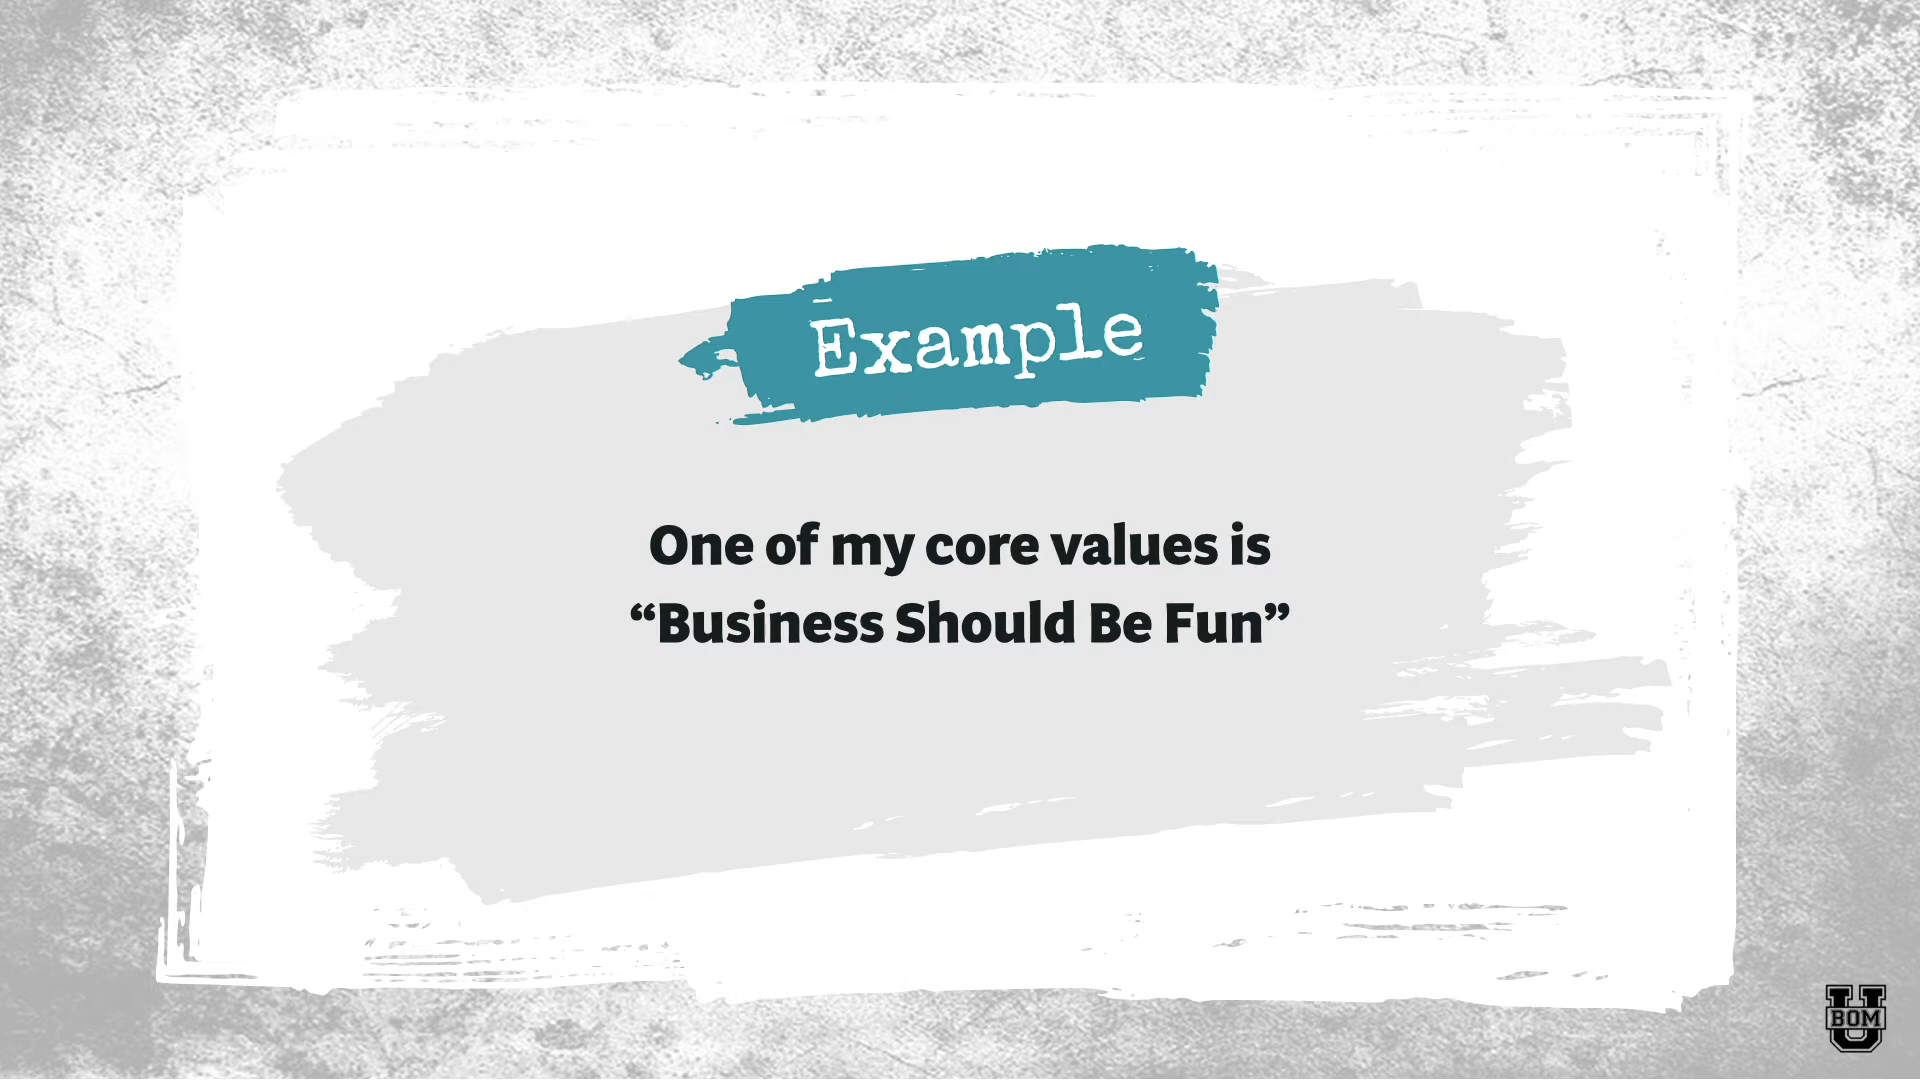 Example
One of my core values is
“Business Should Be Fun”
U
BOM